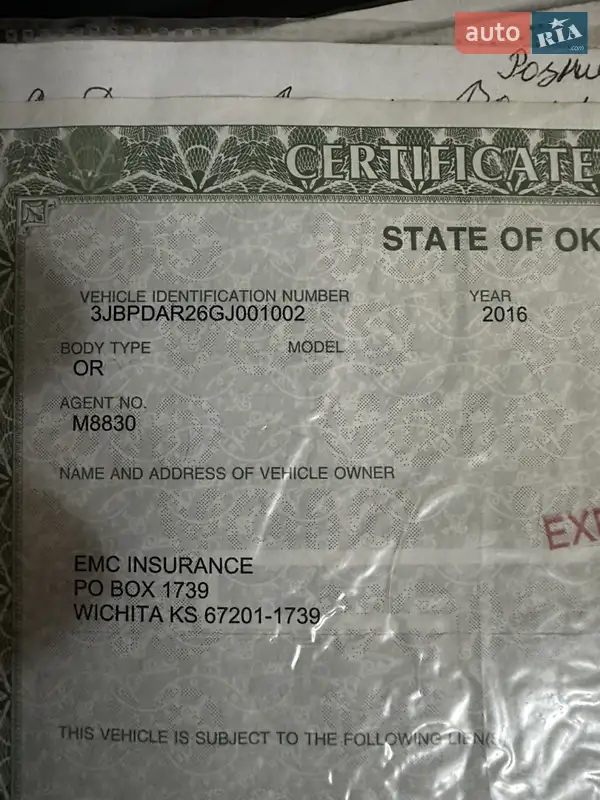 auto RIA .com
CERTIFICATE
STATE OF OK
VEHICLE IDENTIFICATION NUMBER YEAR
3JBPDAR26GJ001002 2016
BODY TYPE MODEL
OR
AGENT NO.
M8830
NAME AND ADDRESS OF VEHICLE OWNER
EMC INSURANCE
PO BOX 1739
WICHITA KS 67201-1739
THIS VEHICLE IS SUBJECT TO THE FOLLOWING LIEN